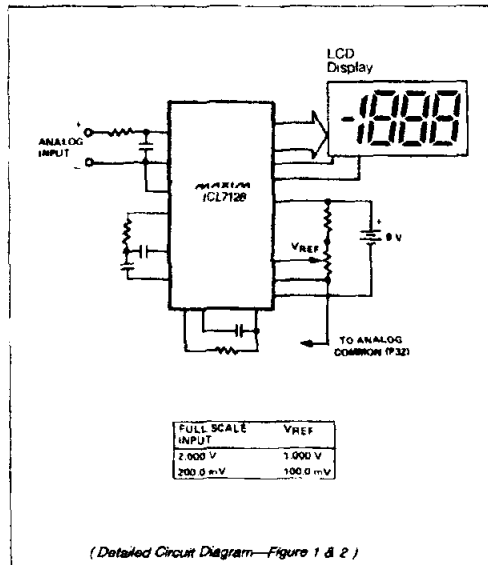 LCD
Display
-1888
+
ANALOG
INPUT
-
MAXIM
ICL7128
+
9 V
VREF
TO ANALOG
COMMON (P32)
FULL SCALE INPUT VREF
2.000 V 1.000 V
200.0 mV 100.0 mV
( Detailed Circuit Diagram—Figure 1 & 2 )